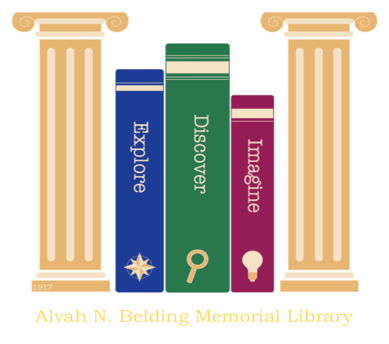 Explore
Discover
Imagine
1917
Alvah N. Belding Memorial Library